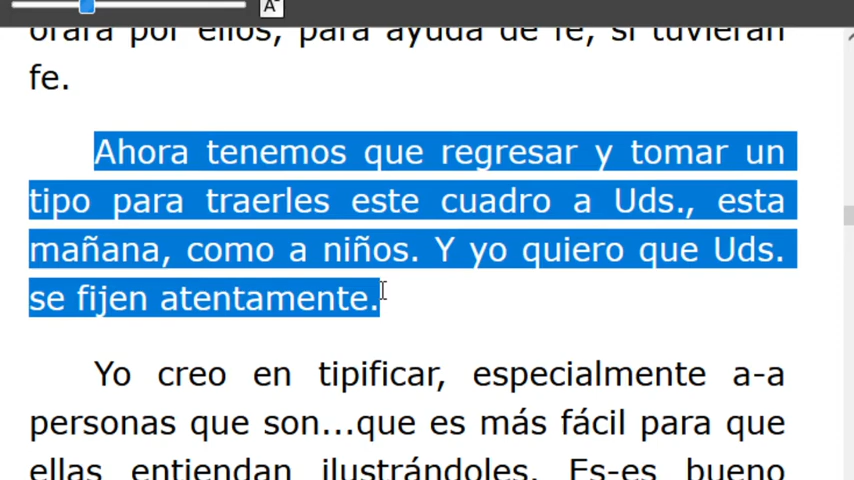 A
orará por ellos, para ayuda de fe, si tuvieran
fe.
Ahora tenemos que regresar y tomar un
tipo para traerles este cuadro a Uds., esta
mañana, como a niños. Y yo quiero que Uds.
se fijen atentamente.
Yo creo en tipificar, especialmente a-a
personas que son...que es más fácil para que
ellas entiendan ilustrándoles. Es-es bueno